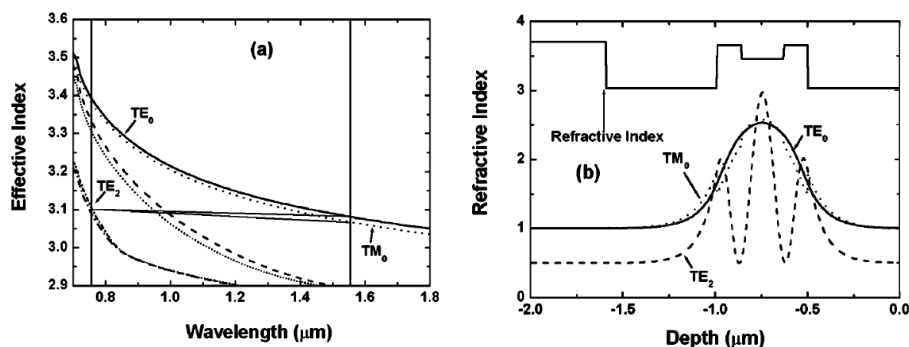 (a)
Effective Index
3.6
3.5
3.4
3.3
3.2
3.1
3.0
2.9
TE0
TE2
TM0
0.8
1.0
1.2
1.4
1.6
1.8
Wavelength (μm)
(b)
Refractive Index
4
3
2
1
0
Refractive Index
TM0
TE0
TE2
-2.0
-1.5
-1.0
-0.5
0.0
Depth (μm)